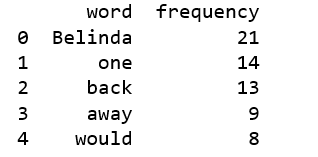 word frequency
0 Belinda 21
1 one 14
2 back 13
3 away 9
4 would 8